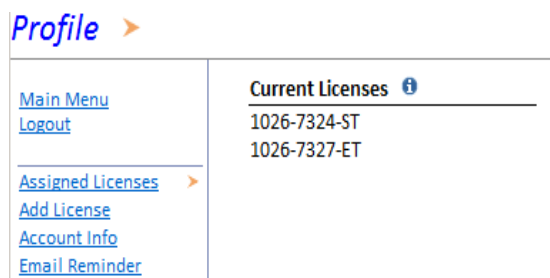 Profile
Main Menu
Logout
Assigned Licenses
Add License
Account Info
Email Reminder
Current Licenses
1026-7324-ST
1026-7327-ET